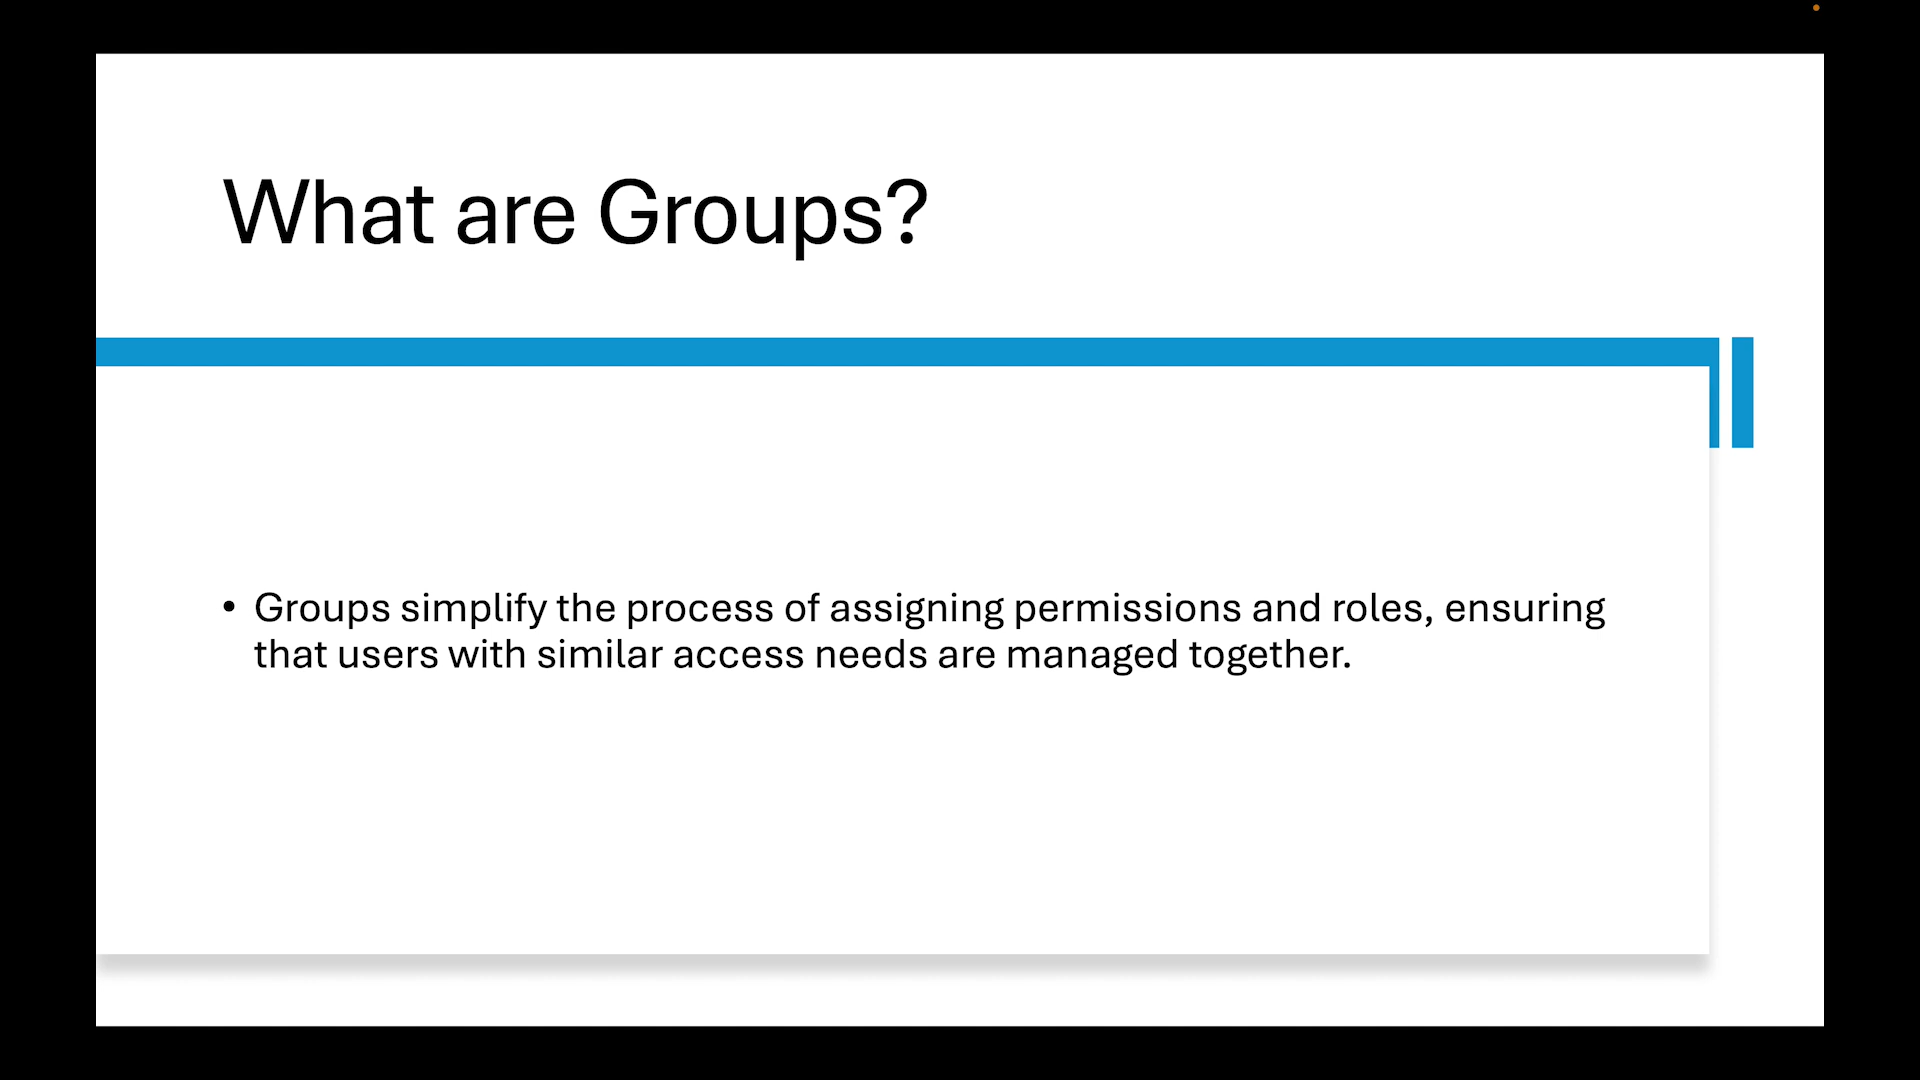 What are Groups?
• Groups simplify the process of assigning permissions and roles, ensuring
that users with similar access needs are managed together.